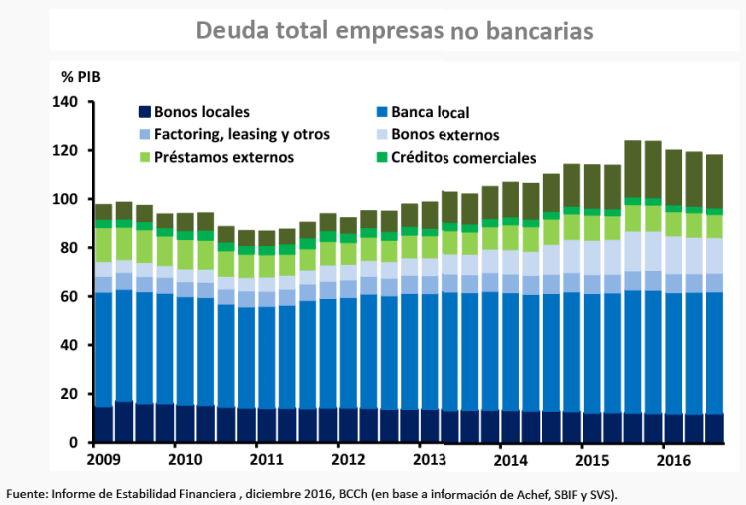 Deuda total empresas no bancarias
% PIB
140
120
100
80
60
40
20
0
Bonos locales
Banca local
Factoring, leasing y otros
Bonos externos
Préstamos externos
Créditos comerciales
2009 2010 2011 2012 2013 2014 2015 2016
Fuente: Informe de Estabilidad Financiera , diciembre 2016, BCCh (en base a información de Achef, SBIF y SVS).